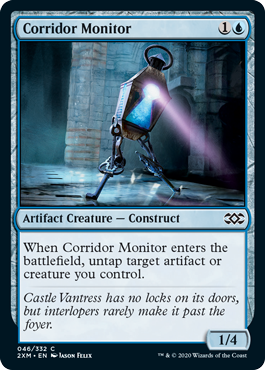 Corridor Monitor 1
Artifact Creature — Construct
When Corridor Monitor enters the
battlefield, untap target artifact or
creature you control.
Castle Vantress has no locks on its doors,
but interlopers rarely make it past the
foyer.
1/4
046/332 C
2XM • EN Jason Felix ™ & © 2020 Wizards of the Coast